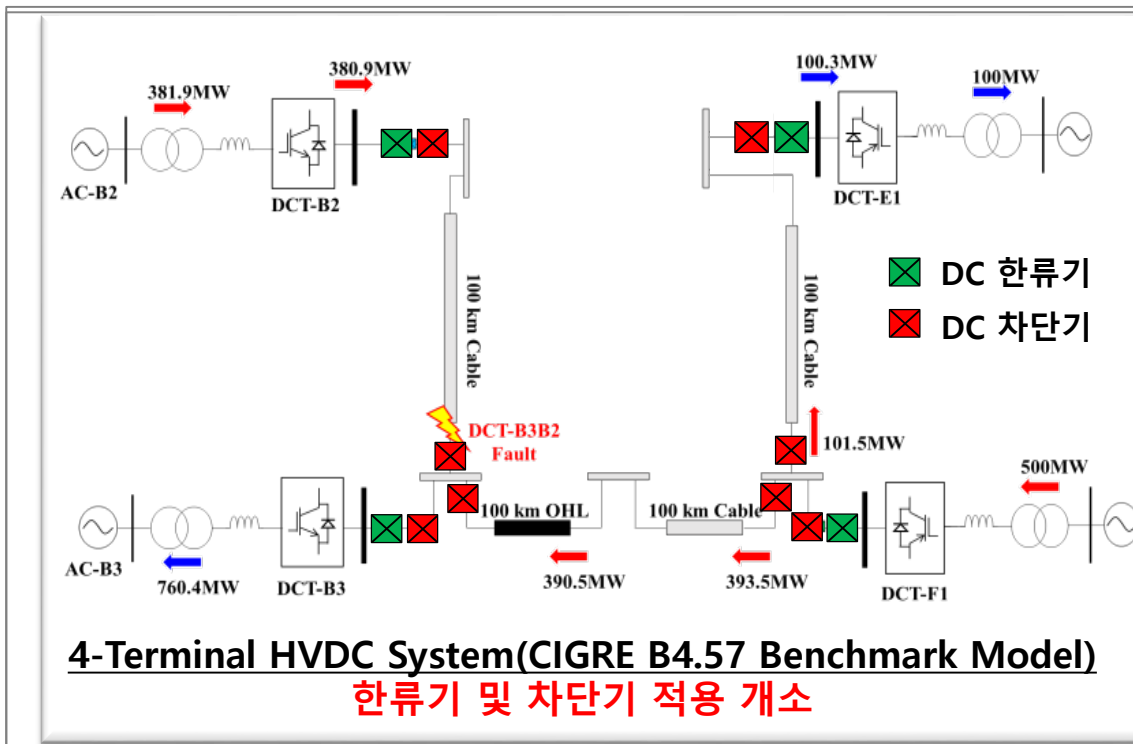 380.9MW
381.9MW
100.3MW
100MW
AC-B2
DCT-B2
DCT-E1
100 km Cable
100 km Cable
DC 한류기
DC 차단기
DCT-B3B2
Fault
101.5MW
500MW
100 km OHL
100 km Cable
AC-B3
760.4MW
DCT-B3
390.5MW
393.5MW
DCT-F1
4-Terminal HVDC System(CIGRE B4.57 Benchmark Model)
한류기 및 차단기 적용 개소